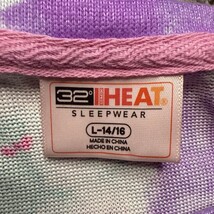 32° HEAT®
SLEEPWEAR
L-14/16
MADE IN CHINA
HECHO EN CHINA